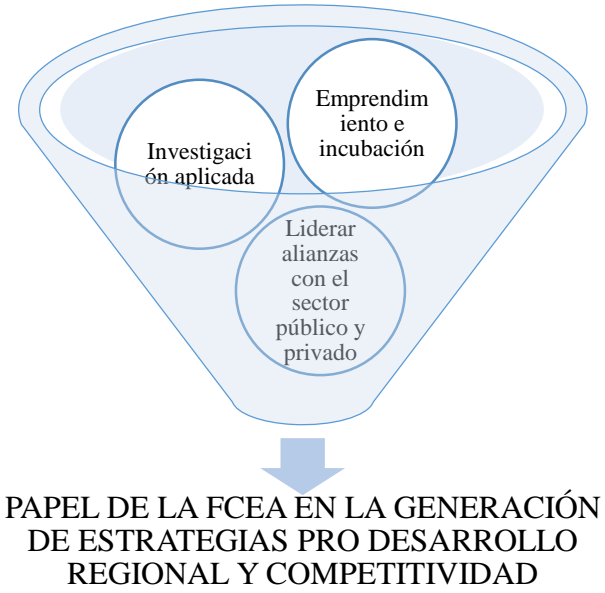 Emprendim
iento e
incubación
Investigaci
ón aplicada
Liderar
alianzas
con el
sector
público y
privado
PAPEL DE LA FCEA EN LA GENERACIÓN
DE ESTRATEGIAS PRO DESARROLLO
REGIONAL Y COMPETITIVIDAD